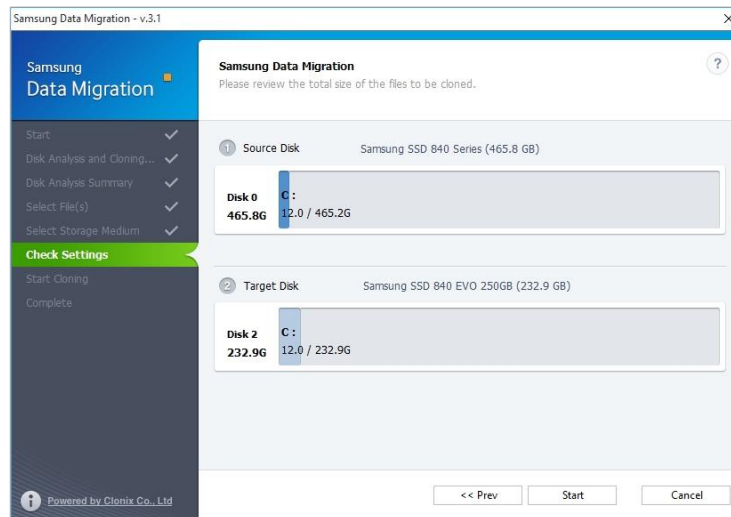 Samsung Data Migration - v.3.1
Samsung
Data Migration
Start
Disk Analysis and Cloning...
Disk Analysis Summary
Select File(s)
Select Storage Medium
Check Settings
Start Cloning
Complete
Powered by Clonix Co., Ltd
Samsung Data Migration
?
Please review the total size of the files to be cloned.
1 Source Disk Samsung SSD 840 Series (465.8 GB)
Disk 0
465.8G
C :
12.0 / 465.2G
2 Target Disk Samsung SSD 840 EVO 250GB (232.9 GB)
Disk 2
232.9G
C :
12.0 / 232.9G
<< Prev Start Cancel